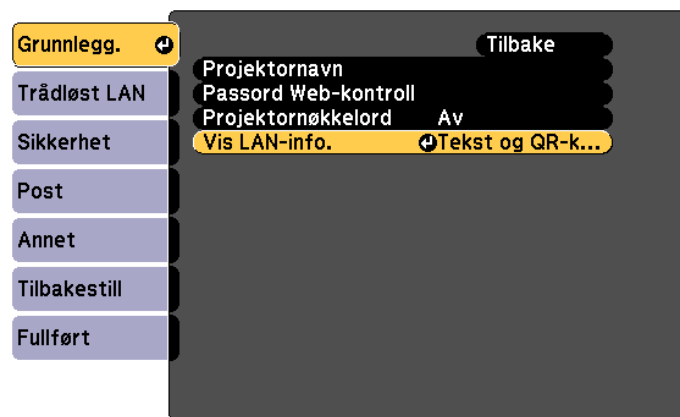 Grunnlegg.
Trådløst LAN
Sikkerhet
Post
Annet
Tilbakestill
Fullført
Tilbake
Projektornavn
Passord Web-kontroll
Projektornøkkelord Av
Vis LAN-info. Tekst og QR-k...